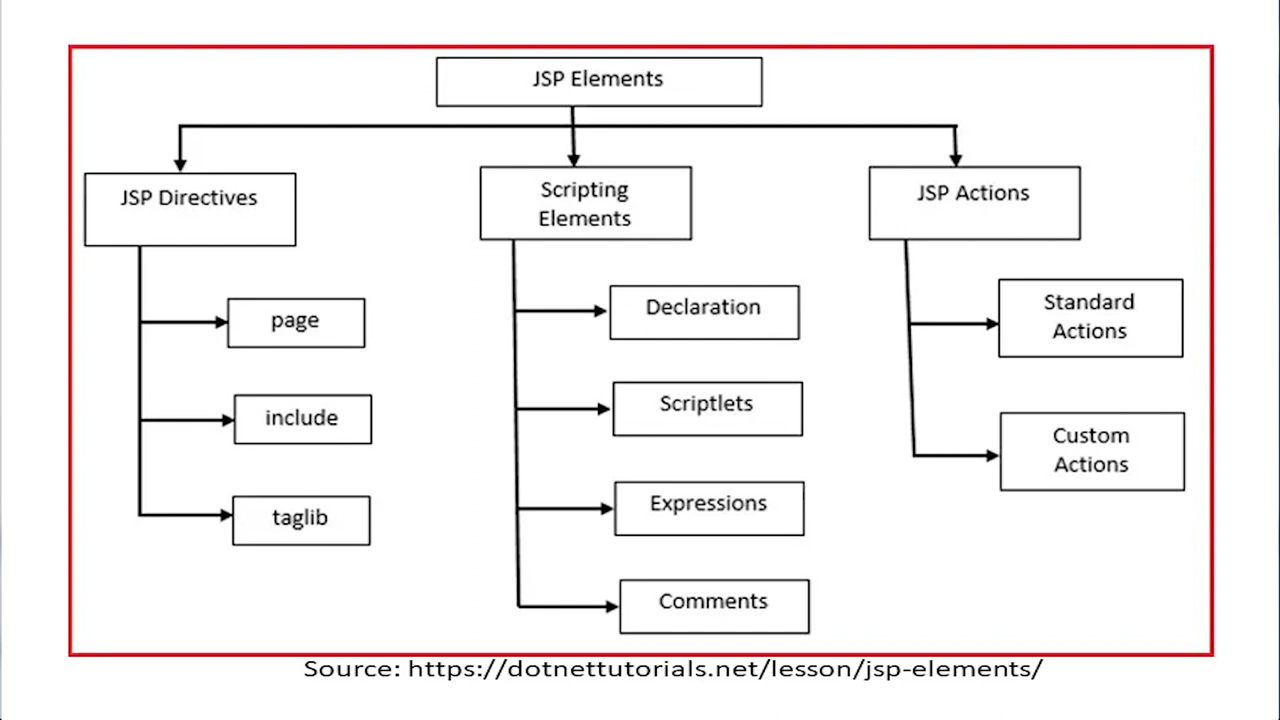 JSP Elements
JSP Directives
page
include
taglib
Scripting
Elements
Declaration
Scriptlets
Expressions
Comments
JSP Actions
Standard
Actions
Custom
Actions
Source: https://dotnettutorials.net/lesson/jsp-elements/